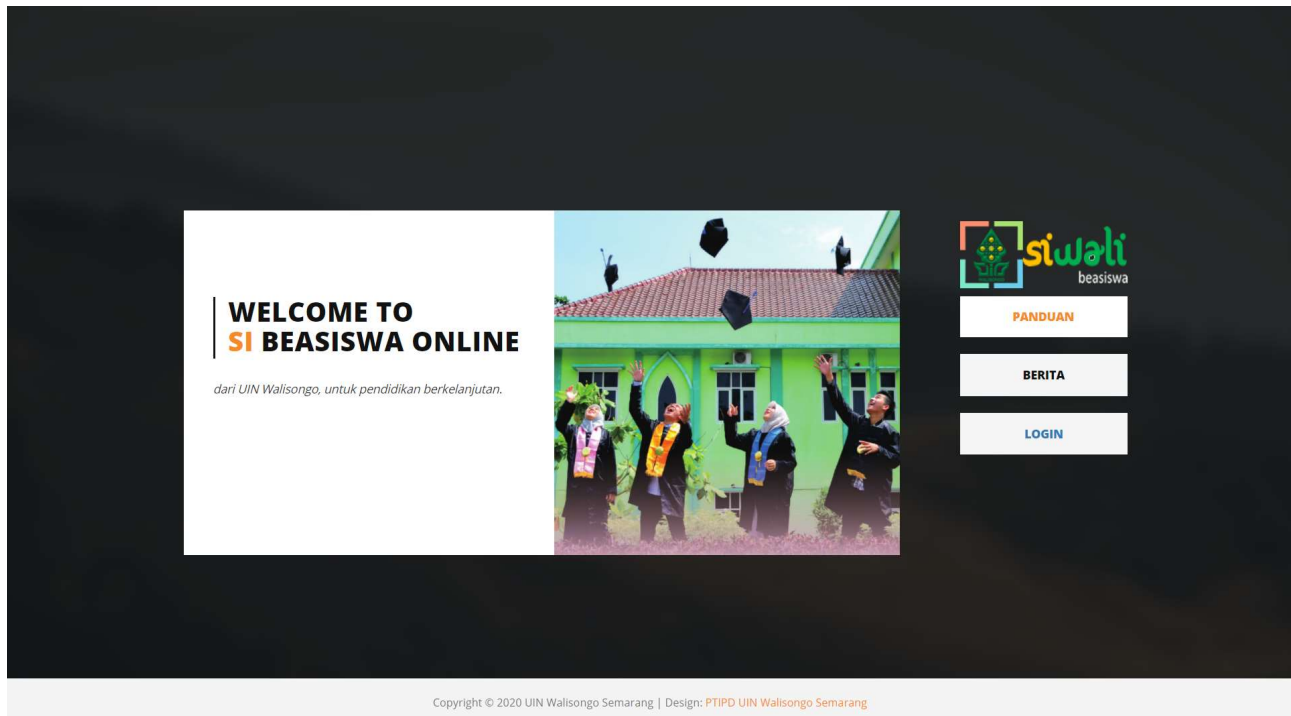 WELCOME TO
SI BEASISWA ONLINE
dari UIN Walisongo, untuk pendidikan berkelanjutan.
siwali
beasiswa
PANDUAN
BERITA
LOGIN
Copyright © 2020 UIN Walisongo Semarang | Design: PTIPD UIN Walisongo Semarang